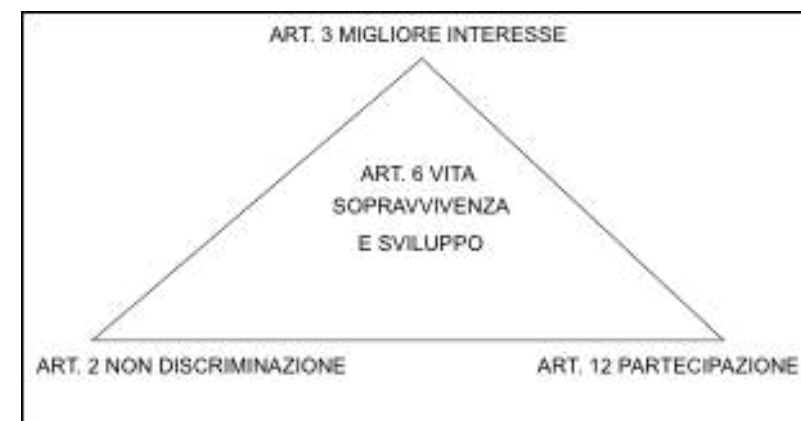 ART. 3 MIGLIORE INTERESSE
ART. 6 VITA
SOPRAVVIVENZA
E SVILUPPO
ART. 2 NON DISCRIMINAZIONE
ART. 12 PARTECIPAZIONE